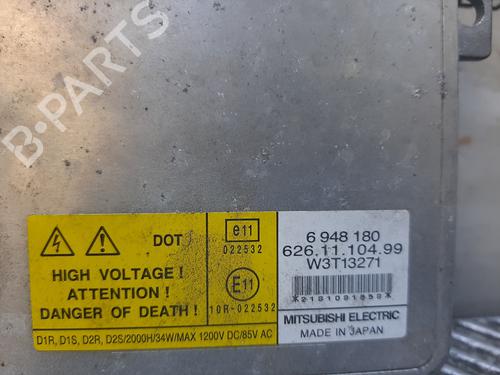 B-PARTS
DOT
HIGH VOLTAGE !
ATTENTION !
DANGER OF DEATH !
D1R, D1S, D2R, D2S/2000H/34W/MAX 1200V DC/85V AC
e11
022532
E11
10R-022532
6 948 180
626.11.104.99
W3T13271
MITSUBISHI ELECTRIC
MADE IN JAPAN